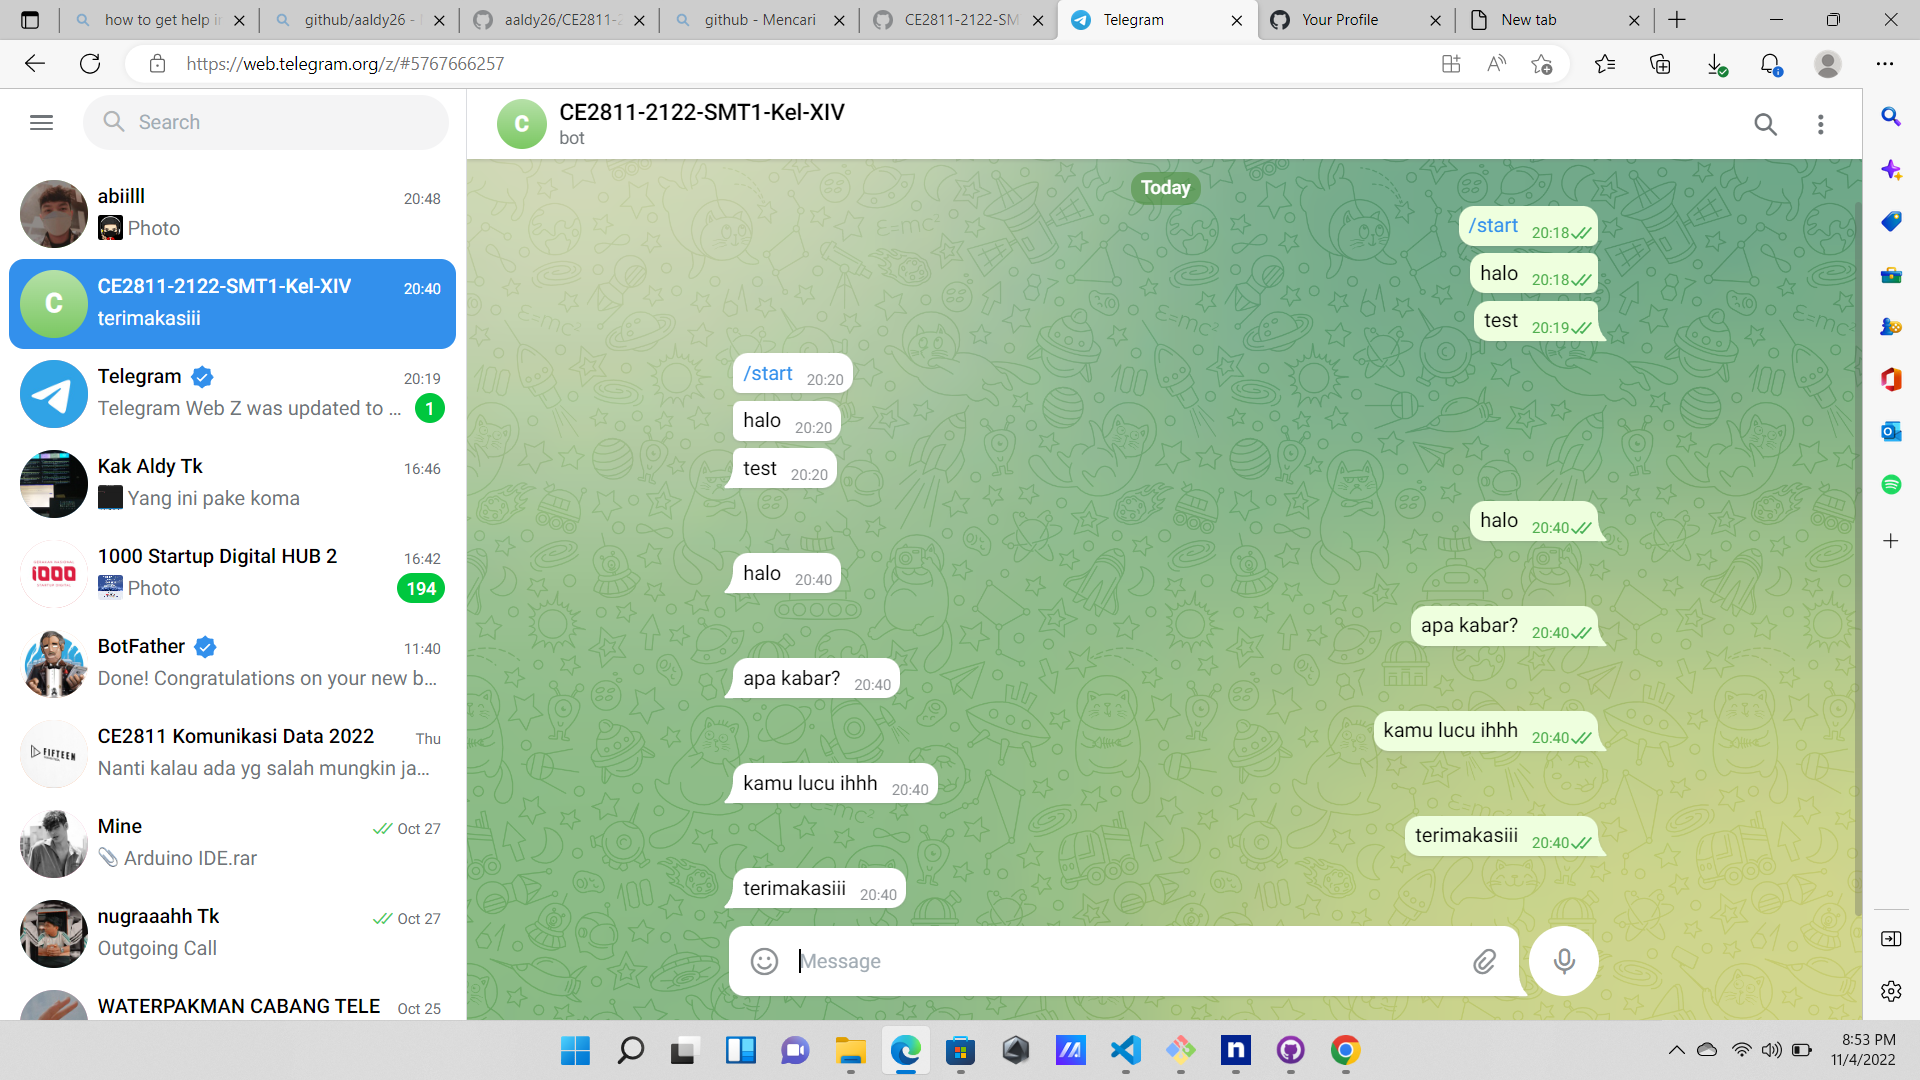 how to get help in
github/aaldy26 -
aaldy26/CE2811-2
github - Mencari
CE2811-2122-SM
Telegram
Your Profile
New tab
https://web.telegram.org/z/#5767666257
Search
abiilll
20:48
Photo
CE2811-2122-SMT1-Kel-XIV
20:40
terimakasiii
Telegram
20:19
Telegram Web Z was updated to ...
1
Kak Aldy Tk
16:46
Yang ini pake koma
1000 Startup Digital HUB 2
16:42
Photo
194
BotFather
11:40
Done! Congratulations on your new b...
CE2811 Komunikasi Data 2022
Thu
Nanti kalau ada yg salah mungkin ja...
FIFTEEN
Mine
Oct 27
Arduino IDE.rar
nugraaahh Tk
Oct 27
Outgoing Call
WATERPAKMAN CABANG TELE
Oct 25
C
C
CE2811-2122-SMT1-Kel-XIV
bot
Today
/start 20:18
halo 20:18
test 20:19
/start 20:20
halo 20:20
test 20:20
halo 20:40
halo 20:40
apa kabar? 20:40
apa kabar? 20:40
kamu lucu ihhh 20:40
kamu lucu ihhh 20:40
terimakasiii 20:40
terimakasiii 20:40
Message
8:53 PM
11/4/2022